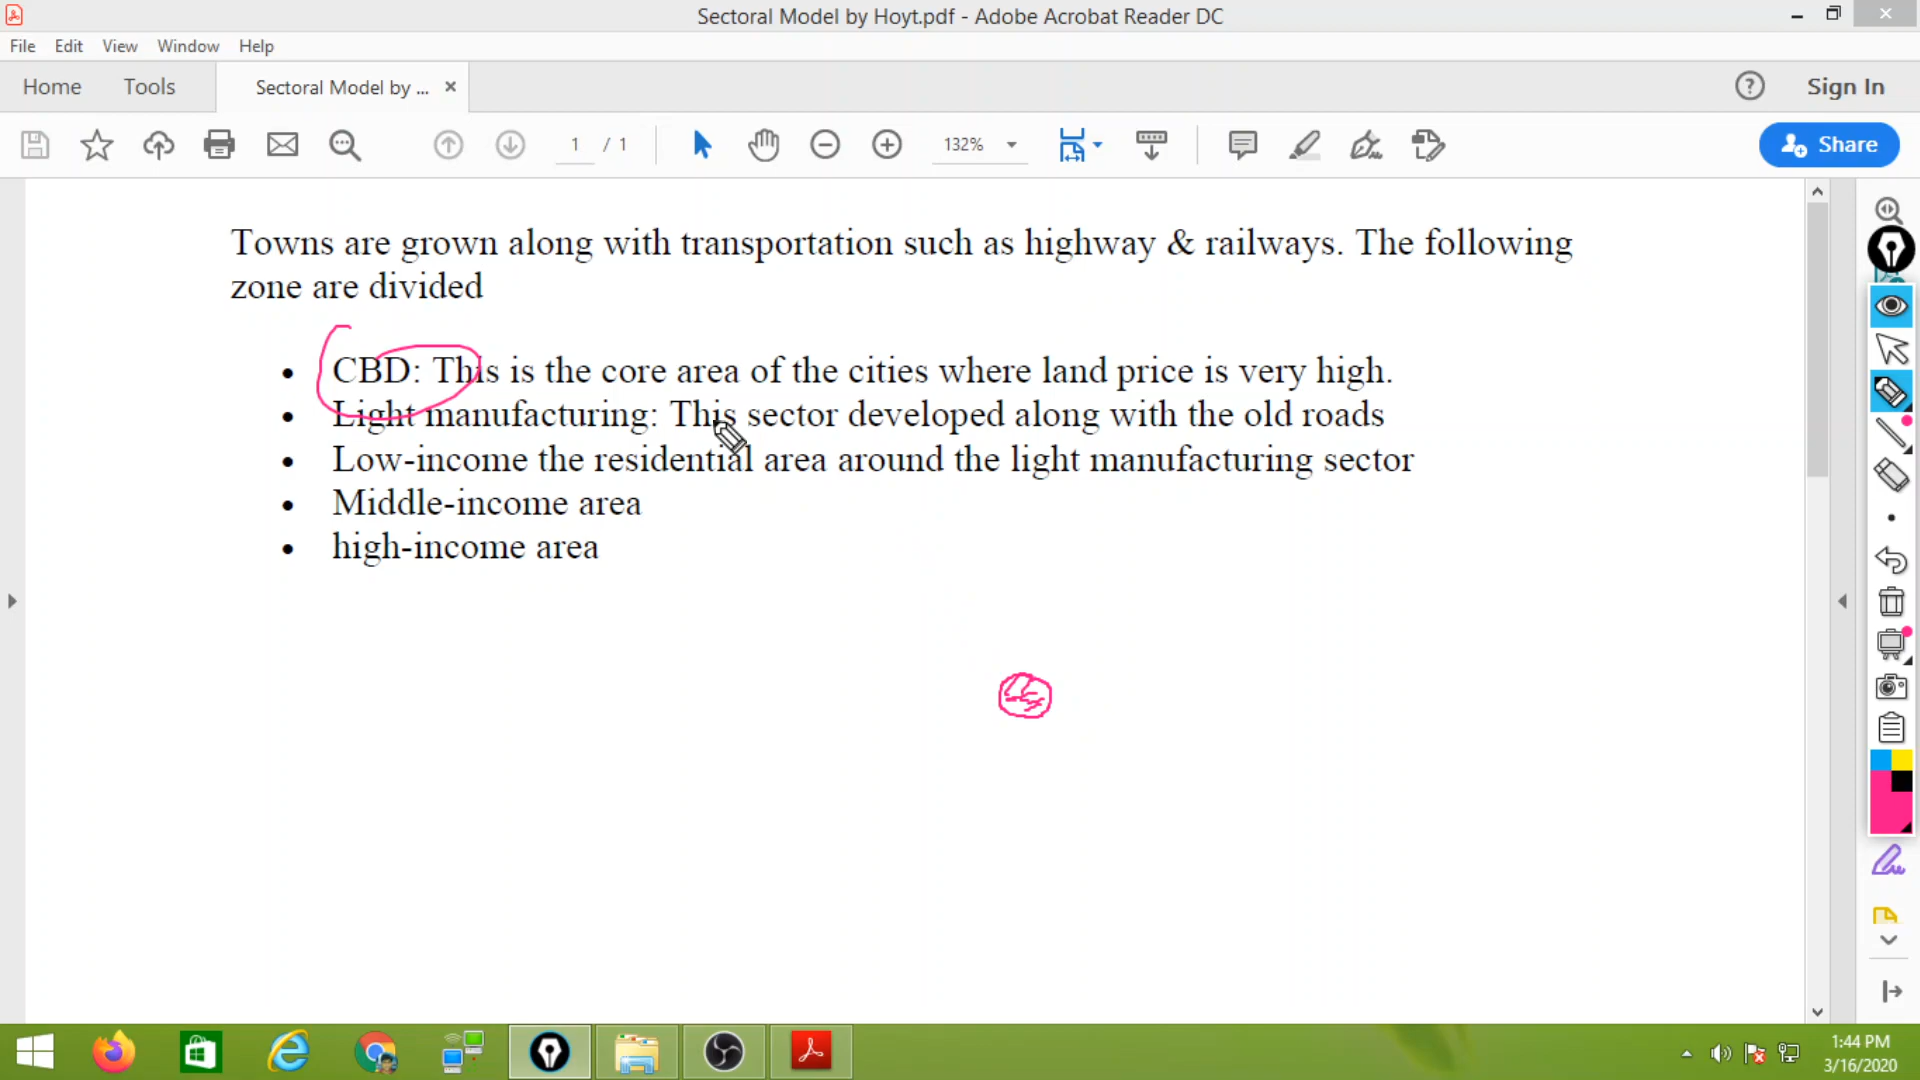 Sectoral Model by Hoyt.pdf - Adobe Acrobat Reader DC
File Edit View Window Help
Home Tools Sectoral Model by ... Sign In
1 / 1 132% Share
Towns are grown along with transportation such as highway & railways. The following
zone are divided
• CBD: This is the core area of the cities where land price is very high.
• Light manufacturing: This sector developed along with the old roads
• Low-income the residential area around the light manufacturing sector
• Middle-income area
• high-income area
1:44 PM
3/16/2020